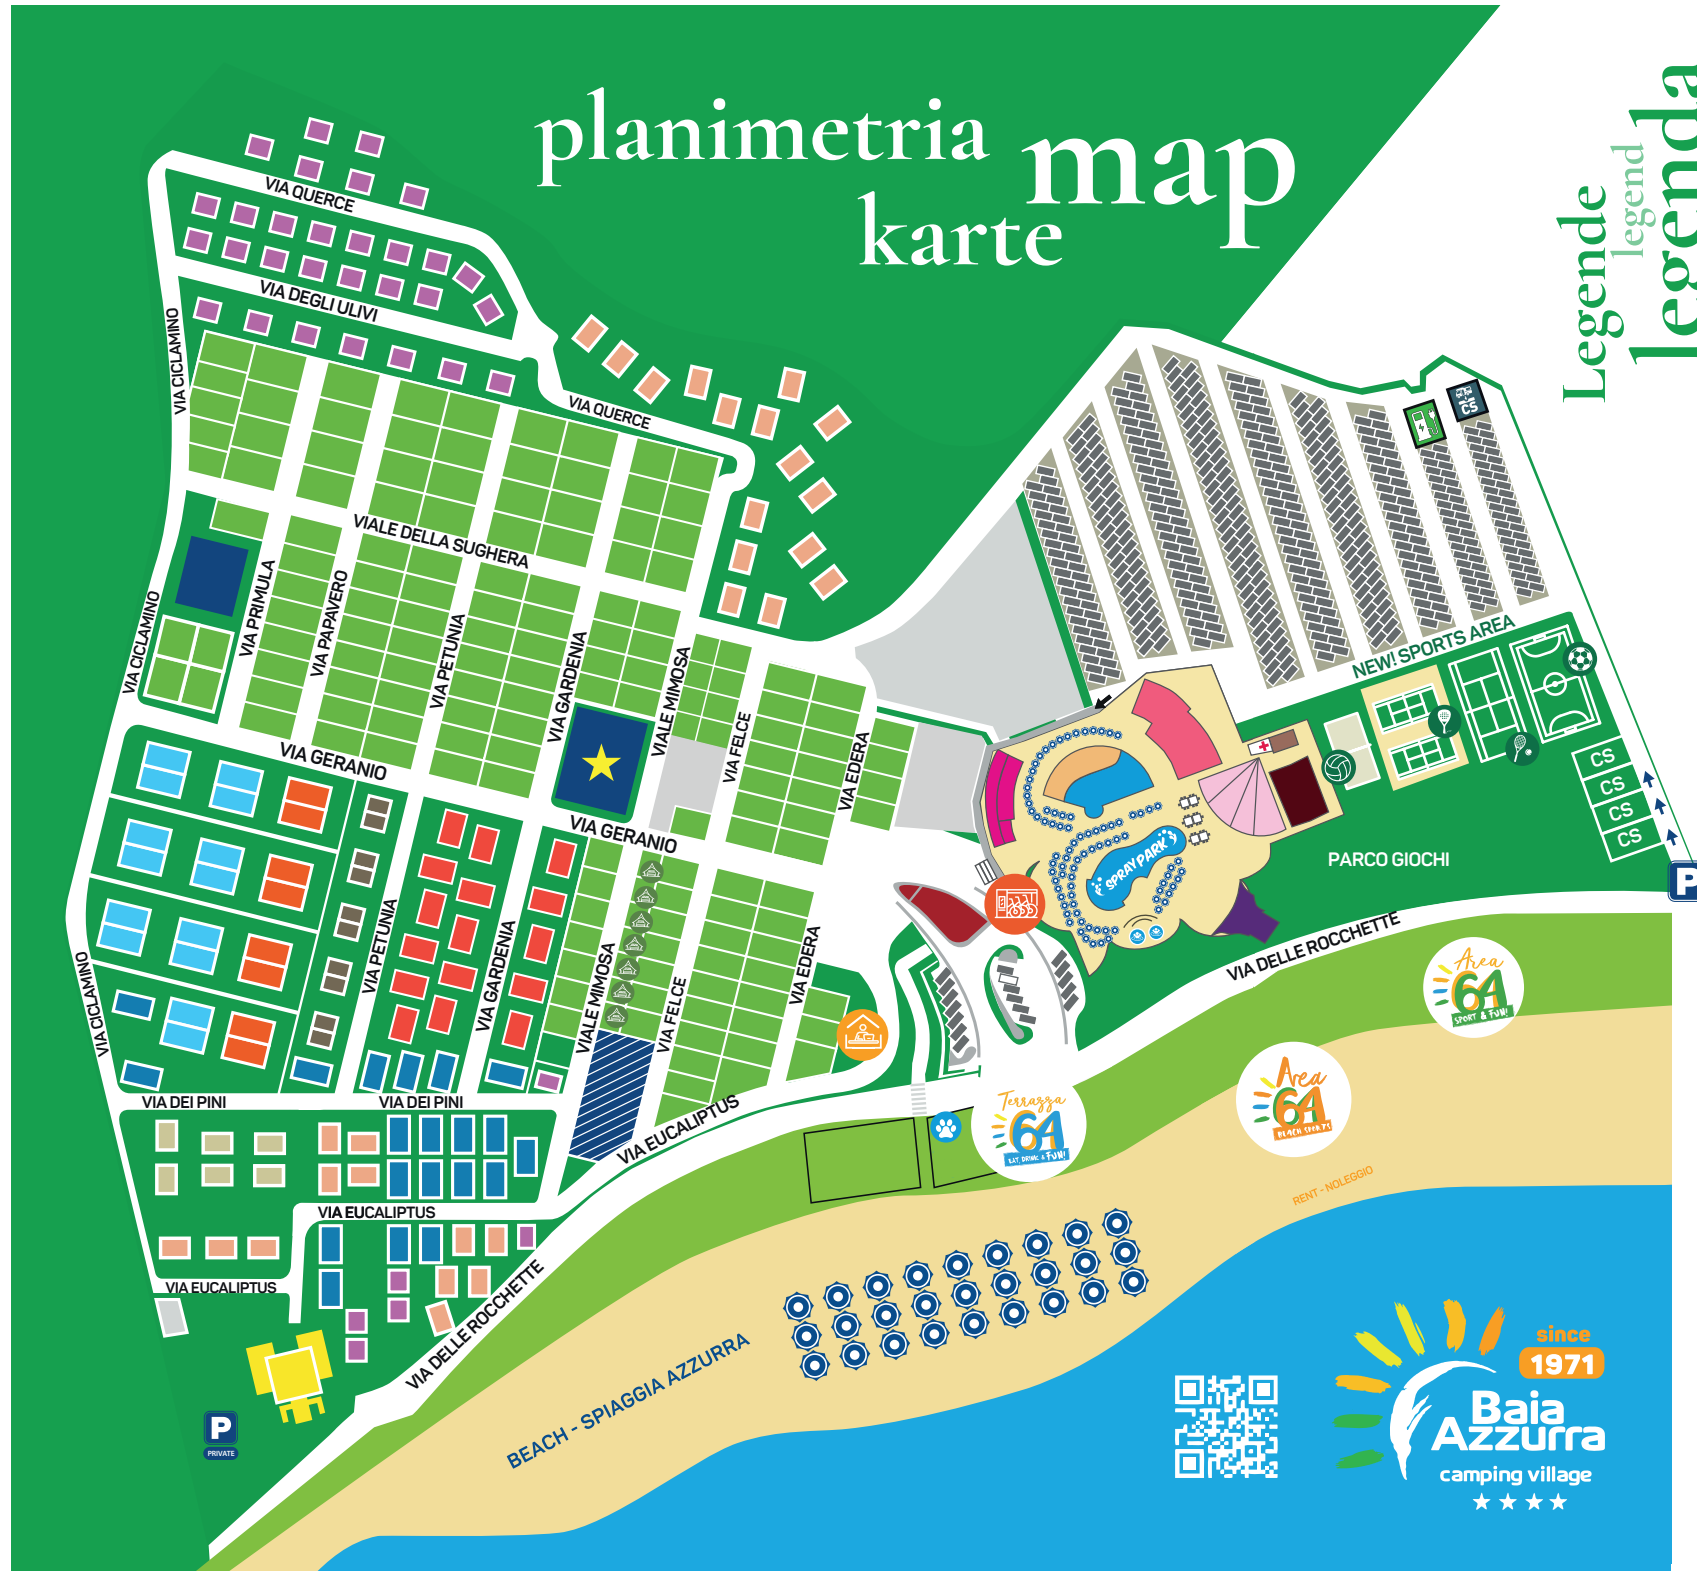 planimetria
map
karte
Legende
legend
legenda
VIA QUERCE
VIA DEGLI ULIVI
VIA CICLAMINO
VIA QUERCE
VIALE DELLA SUGHERA
VIA PRIMULA
VIA PAPAVERO
VIA PETUNIA
VIA GARDENIA
VIALE MIMOSA
VIA FELCE
VIA EDERA
VIA CICLAMINO
VIA GERANIO
VIA GERANIO
CS
NEW! SPORTS AREA
CS
CS
CS
CS
P
PARCO GIOCHI
SPRAYPARK
VIA DELLE ROCCHETTE
VIA PETUNIA
VIA GARDENIA
VIALE MIMOSA
VIA FELCE
VIA EDERA
VIA CICLAMINO
VIA DEI PINI
VIA DEI PINI
VIA EUCALIPTUS
VIA EUCALIPTUS
VIA EUCALIPTUS
VIA DELLE ROCCHETTE
Area
64
SPORT & FUN!
Area
64
BEACH SPORTS
Terrazza
64
EAT, DRINK & FUN!
RENT - NOLEGGIO
BEACH - SPIAGGIA AZZURRA
P
PRIVATE
since
1971
Baia
Azzurra
camping village